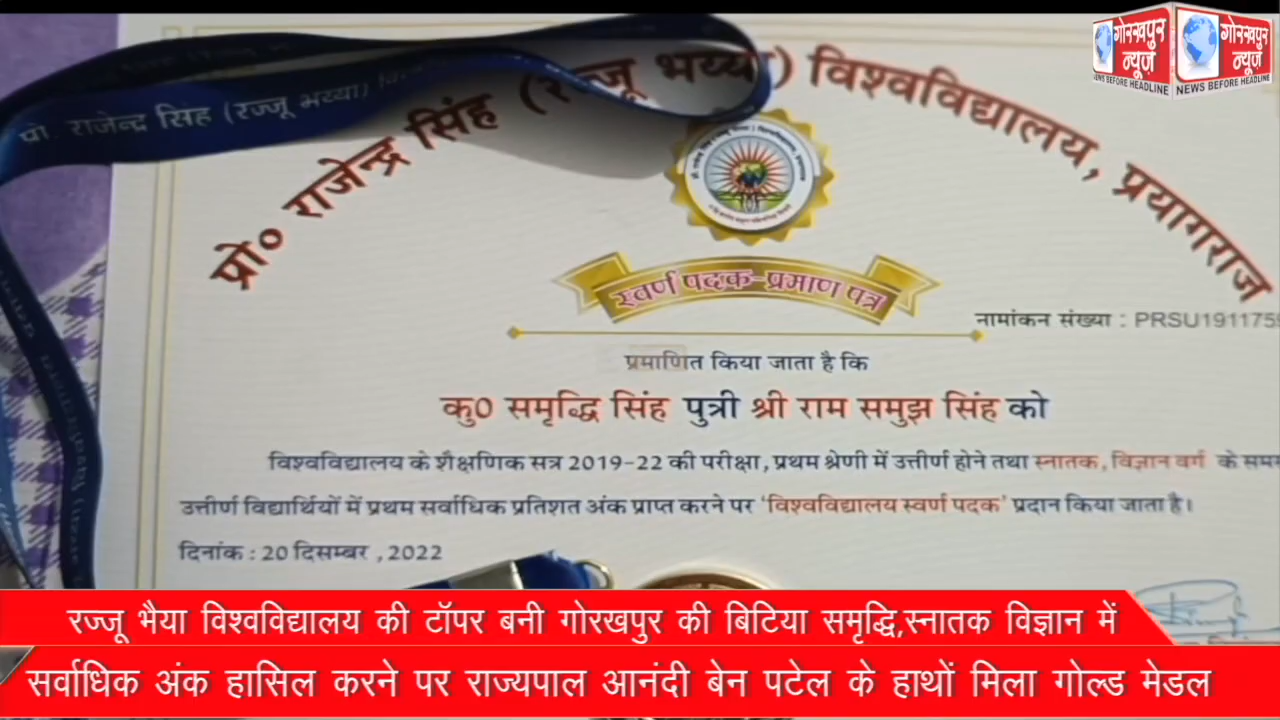 गोरखपुर न्यूज़ NEWS BEFORE HEADLINE
गोरखपुर न्यूज़ NEWS BEFORE HEADLINE
प्रो. राजेन्द्र सिंह (रज्जू भय्या)
प्रो० राजेन्द्र सिंह (रज्जू भय्या) विश्वविद्यालय, प्रयागराज
स्वर्ण पदक-प्रमाण पत्र
नामांकन संख्या : PRSU191175
प्रमाणित किया जाता है कि
कु0 समृद्धि सिंह पुत्री श्री राम समुझ सिंह को
विश्वविद्यालय के शैक्षणिक सत्र 2019-22 की परीक्षा, प्रथम श्रेणी में उत्तीर्ण होने तथा स्नातक, विज्ञान वर्ग के सम
उत्तीर्ण विद्यार्थियों में प्रथम सर्वाधिक प्रतिशत अंक प्राप्त करने पर 'विश्वविद्यालय स्वर्ण पदक' प्रदान किया जाता है।
दिनांक : 20 दिसम्बर , 2022
रज्जू भैया विश्वविद्यालय की टॉपर बनी गोरखपुर की बिटिया समृद्धि,स्नातक विज्ञान में
सर्वाधिक अंक हासिल करने पर राज्यपाल आनंदी बेन पटेल के हाथों मिला गोल्ड मेडल